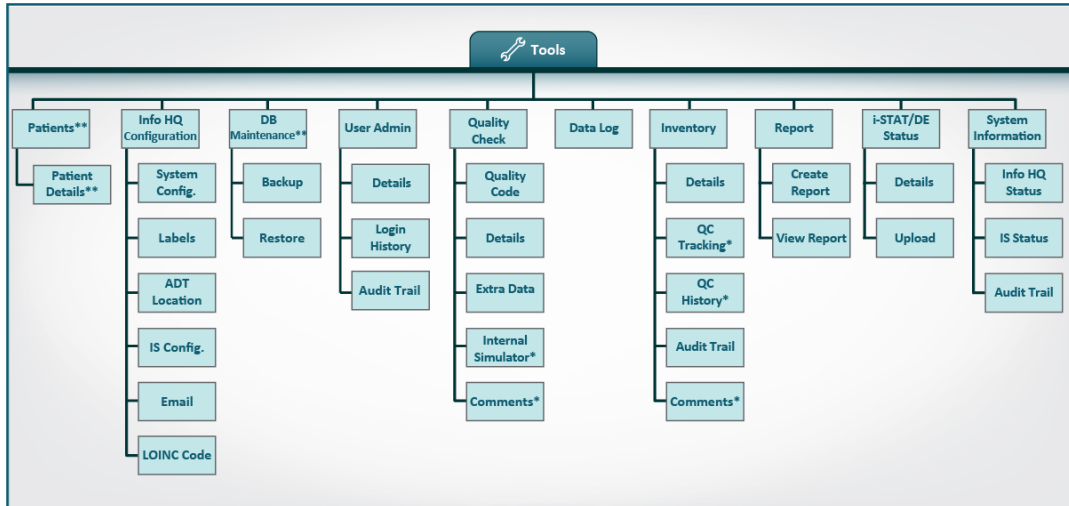 Tools
Patients**
Patient
Details**
Info HQ
Configuration
System
Config.
Labels
ADT
Location
IS Config.
Email
LOINC Code
DB
Maintenance**
Backup
Restore
User Admin
Details
Login
History
Audit Trail
Quality
Check
Quality
Code
Details
Extra Data
Internal
Simulator*
Comments*
Data Log
Inventory
Details
QC
Tracking*
QC
History*
Audit Trail
Comments*
Report
Create
Report
View Report
i-STAT/DE
Status
Details
Upload
System
Information
Info HQ
Status
IS Status
Audit Trail